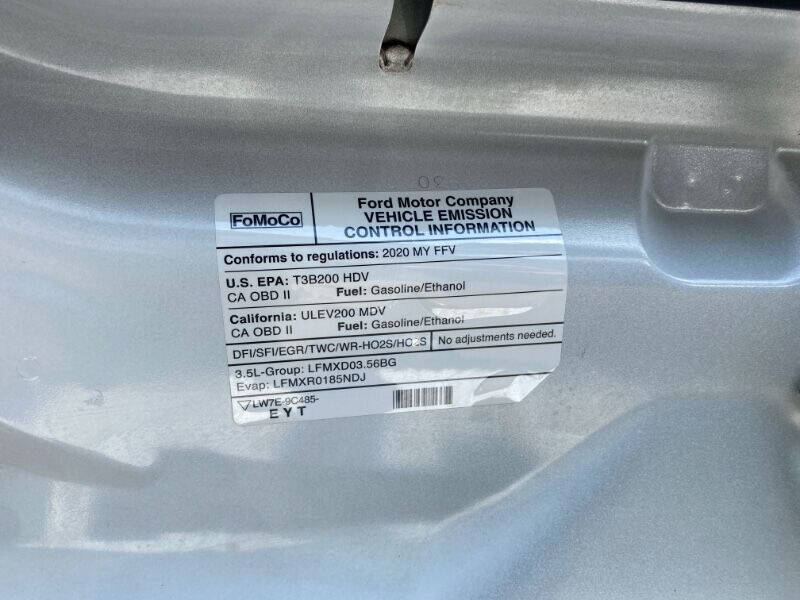 30
FoMoCo
Ford Motor Company
VEHICLE EMISSION
CONTROL INFORMATION
Conforms to regulations: 2020 MY FFV
U.S. EPA: T3B200 HDV
CA OBD II Fuel: Gasoline/Ethanol
California: ULEV200 MDV
CA OBD II Fuel: Gasoline/Ethanol
DFI/SFI/EGR/TWC/WR-HO2S/HO2S No adjustments needed.
3.5L-Group: LFMXD03.56BG
Evap: LFMXR0185NDJ
LW7E-9C485-
EYT